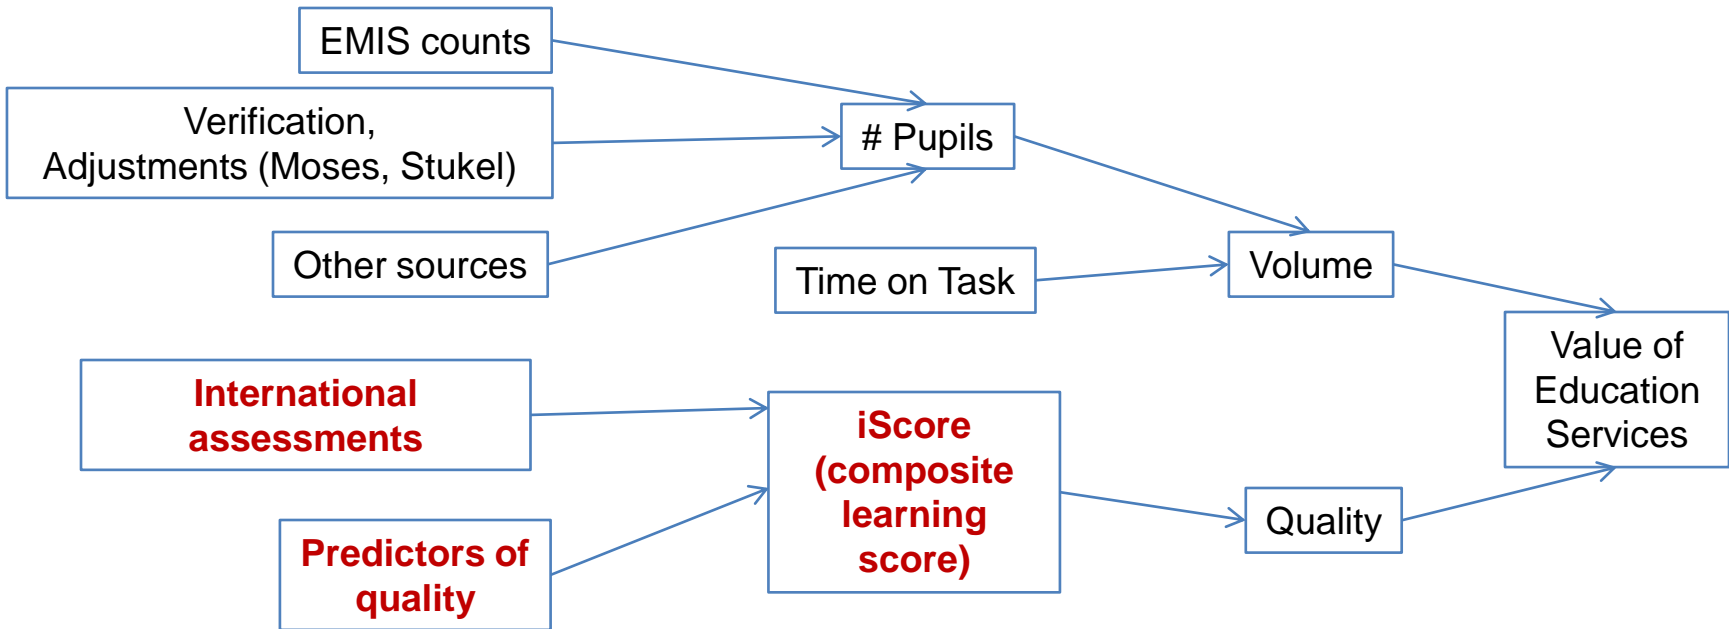 EMIS counts
Verification,
Adjustments (Moses, Stukel)
# Pupils
Other sources
Time on Task
Volume
Value of
Education
Services
International
assessments
iScore
(composite
learning
score)
Quality
Predictors of
quality